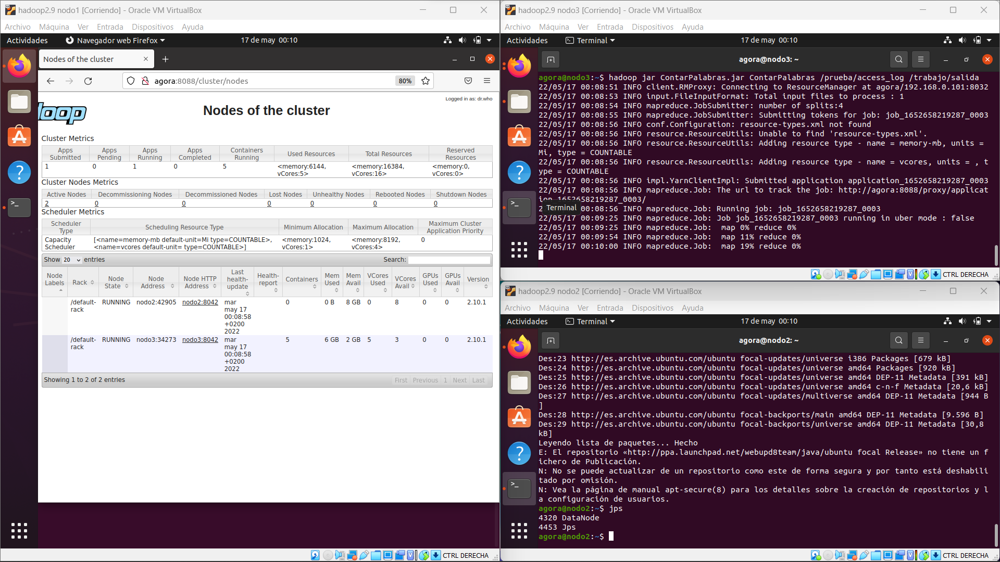 hadoop2.9 nodo1 [Corriendo] - Oracle VM VirtualBox
Archivo Máquina Ver Entrada Dispositivos Ayuda
Actividades Navegador web Firefox 17 de may 00:10
Nodes of the cluster
agora:8088/cluster/nodes 80%
Logged in as: dr.who
loop
Nodes of the cluster
Cluster Metrics
Apps Submitted Apps Pending Apps Running Apps Completed Containers Running Used Resources Total Resources Reserved Resources
1 0 1 0 5 <memory:6144, vCores:5> <memory:16384, vCores:16> <memory:0, vCores:0>
Cluster Nodes Metrics
Active Nodes Decommissioning Nodes Decommissioned Nodes Lost Nodes Unhealthy Nodes Rebooted Nodes Shutdown Nodes
2 0 0 0 0 0 0
Scheduler Metrics
Scheduler Type Scheduling Resource Type Minimum Allocation Maximum Allocation Maximum Cluster Application Priority
Capacity Scheduler [<name=memory-mb default-unit=Mi type=COUNTABLE>, <name=vcores default-unit= type=COUNTABLE>] <memory:1024, vCores:1> <memory:8192, vCores:4> 0
Show 20 entries Search:
Node Labels Rack Node State Node Address Node HTTP Address Last health-update Health-report Containers Mem Used Mem Avail VCores Used VCores Avail GPUs Used GPUs Avail Version
/default-rack RUNNING nodo2:42905 nodo2:8042 mar may 17 00:08:58 +0200 2022 0 0 B 8 GB 0 8 0 0 2.10.1
/default-rack RUNNING nodo3:34273 nodo3:8042 mar may 17 00:08:58 +0200 2022 5 6 GB 2 GB 5 3 0 0 2.10.1
Showing 1 to 2 of 2 entries First Previous 1 Next Last
CTRL DERECHA
hadoop2.9 nodo3 [Corriendo] - Oracle VM VirtualBox
Archivo Máquina Ver Entrada Dispositivos Ayuda
Actividades Terminal 17 de may 00:10
agora@nodo3: ~
agora@nodo3:~$ hadoop jar ContarPalabras.jar ContarPalabras /prueba/access_log /trabajo/salida
22/05/17 00:08:51 INFO client.RMProxy: Connecting to ResourceManager at agora/192.168.0.101:8032
22/05/17 00:08:53 INFO input.FileInputFormat: Total input files to process : 1
22/05/17 00:08:54 INFO mapreduce.JobSubmitter: number of splits:4
22/05/17 00:08:55 INFO mapreduce.JobSubmitter: Submitting tokens for job: job_1652658219287_0003
22/05/17 00:08:56 INFO conf.Configuration: resource-types.xml not found
22/05/17 00:08:56 INFO resource.ResourceUtils: Unable to find 'resource-types.xml'.
22/05/17 00:08:56 INFO resource.ResourceUtils: Adding resource type - name = memory-mb, units =
Mi, type = COUNTABLE
22/05/17 00:08:56 INFO resource.ResourceUtils: Adding resource type - name = vcores, units = , t
ype = COUNTABLE
22/05/17 00:08:56 INFO impl.YarnClientImpl: Submitted application application_1652658219287_0003
22/05/17 00:08:56 INFO mapreduce.Job: The url to track the job: http://agora:8088/proxy/applicat
ion_1652658219287_0003/
Terminal
22/05/17 00:08:56 INFO mapreduce.Job: Running job: job_1652658219287_0003
22/05/17 00:09:25 INFO mapreduce.Job: Job job_1652658219287_0003 running in uber mode : false
22/05/17 00:09:25 INFO mapreduce.Job:  map 0% reduce 0%
22/05/17 00:09:54 INFO mapreduce.Job:  map 11% reduce 0%
22/05/17 00:10:00 INFO mapreduce.Job:  map 19% reduce 0%
CTRL DERECHA
hadoop2.9 nodo2 [Corriendo] - Oracle VM VirtualBox
Archivo Máquina Ver Entrada Dispositivos Ayuda
Actividades Terminal 17 de may 00:10
agora@nodo2: ~
Des:23 http://es.archive.ubuntu.com/ubuntu focal-updates/universe i386 Packages [679 kB]
Des:24 http://es.archive.ubuntu.com/ubuntu focal-updates/universe amd64 Packages [920 kB]
Des:25 http://es.archive.ubuntu.com/ubuntu focal-updates/universe amd64 DEP-11 Metadata [391 kB]
Des:26 http://es.archive.ubuntu.com/ubuntu focal-updates/universe amd64 c-n-f Metadata [20,6 kB]
Des:27 http://es.archive.ubuntu.com/ubuntu focal-updates/multiverse amd64 DEP-11 Metadata [944 B
]
Des:28 http://es.archive.ubuntu.com/ubuntu focal-backports/main amd64 DEP-11 Metadata [9.596 B]
Des:29 http://es.archive.ubuntu.com/ubuntu focal-backports/universe amd64 DEP-11 Metadata [30,8
kB]
Leyendo lista de paquetes... Hecho
E: El repositorio «http://ppa.launchpad.net/webupd8team/java/ubuntu focal Release» no tiene un f
ichero de Publicación.
N: No se puede actualizar de un repositorio como este de forma segura y por tanto está deshabili
tado por omisión.
N: Vea la página de manual apt-secure(8) para los detalles sobre la creación de repositorios y l
a configuración de usuarios.
agora@nodo2:~$ jps
4320 DataNode
4453 Jps
agora@nodo2:~$
CTRL DERECHA